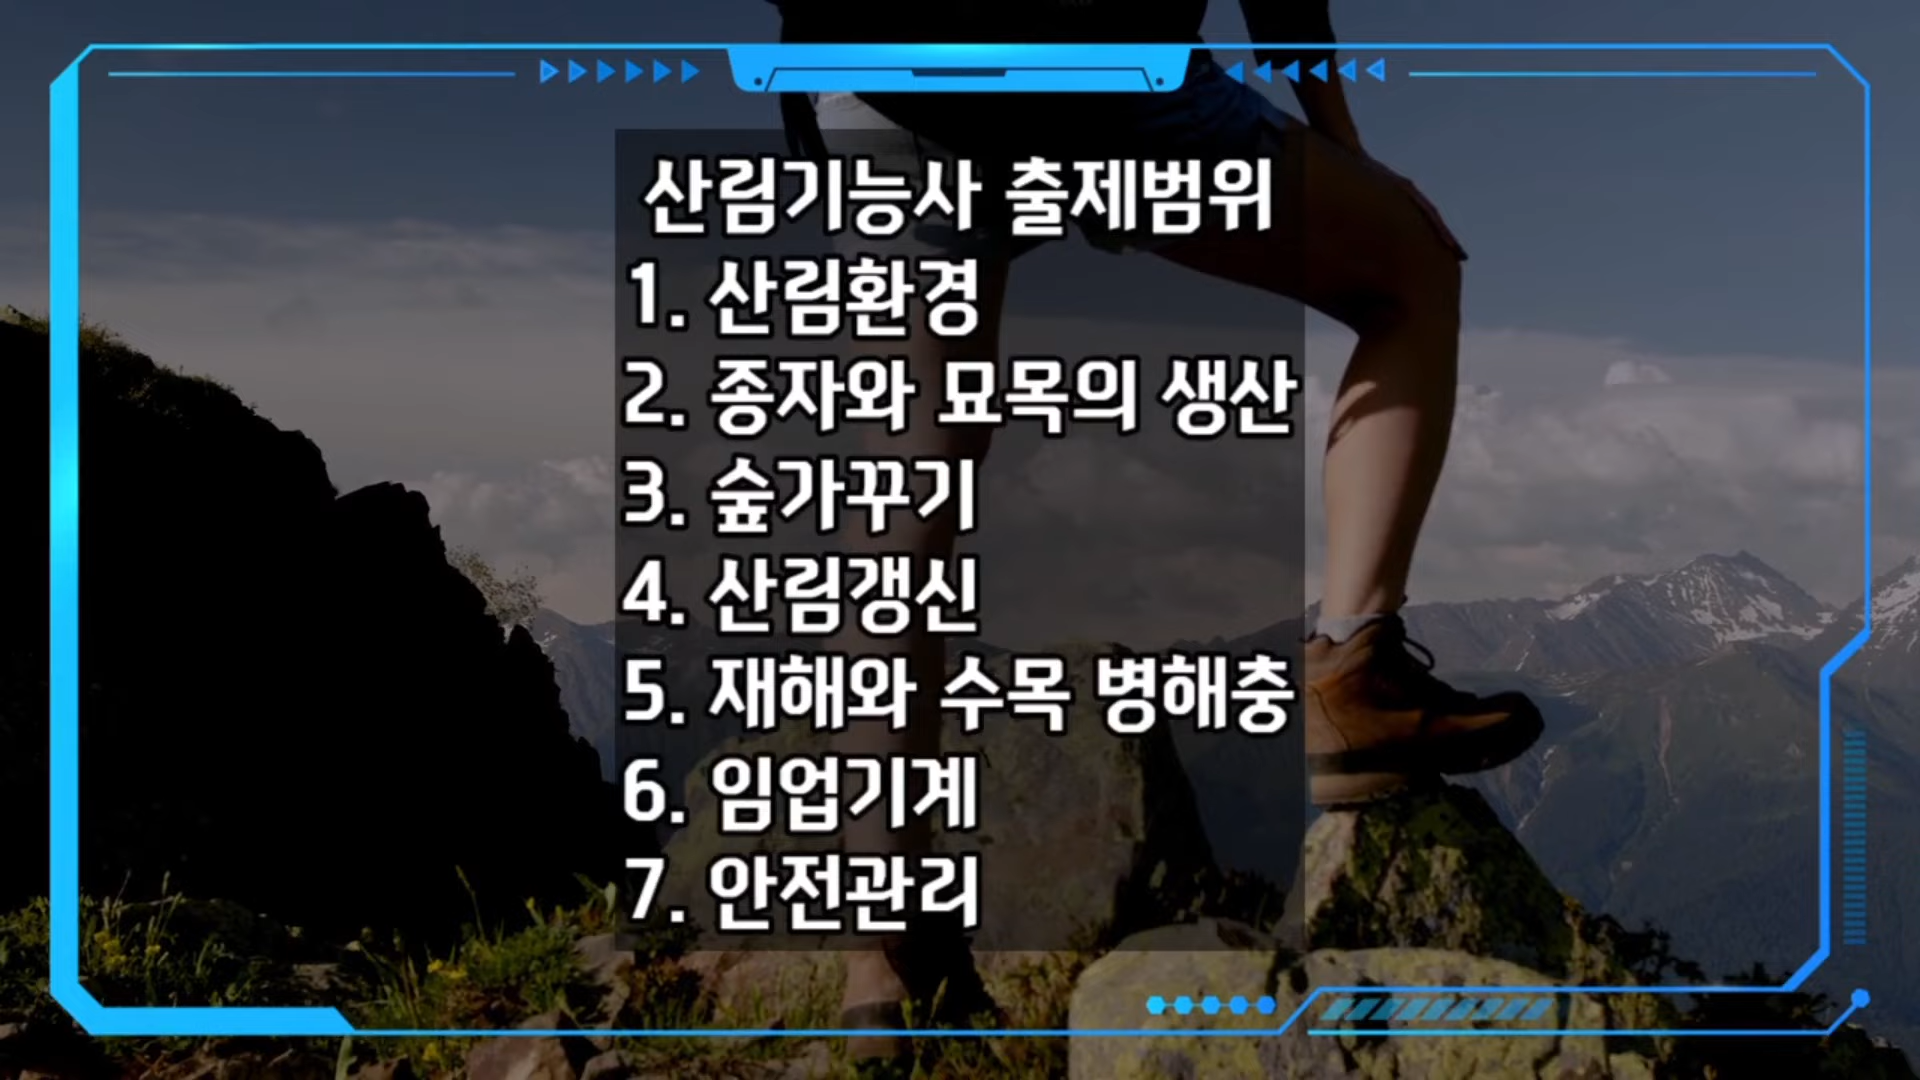 산림기능사 출제범위
1. 산림환경
2. 종자와 묘목의 생산
3. 숲가꾸기
4. 산림갱신
5. 재해와 수목 병해충
6. 임업기계
7. 안전관리